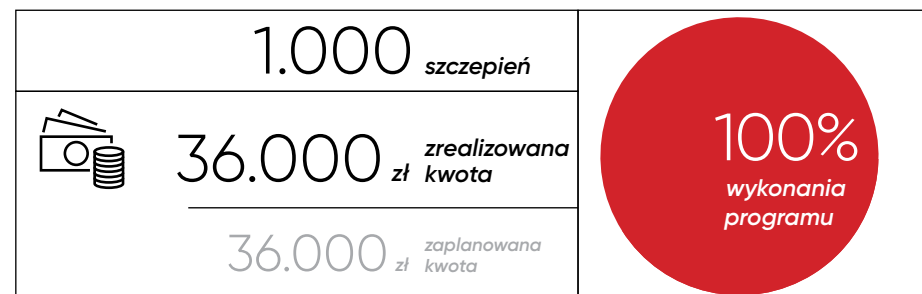 1.000 szczepień
36.000 zł zrealizowana
kwota
36.000 zł zaplanowana
kwota
100%
wykonania
programu